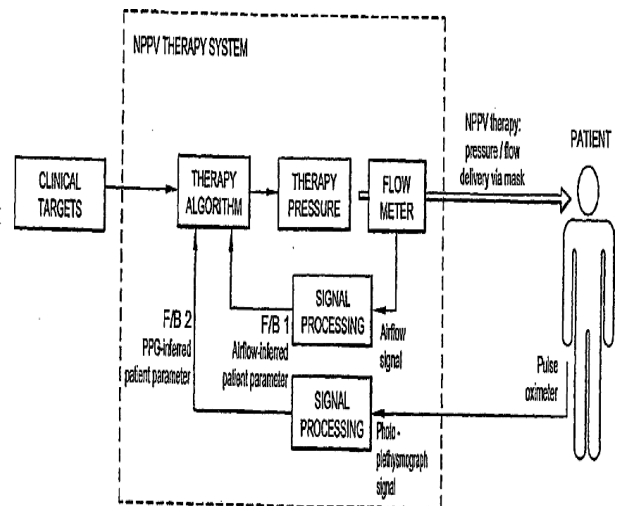 NPPV THERAPY SYSTEM
CLINICAL
TARGETS
THERAPY
ALGORITHM
THERAPY
PRESSURE
FLOW
METER
NPPV therapy:
pressure / flow
delivery via mask
PATIENT
F/B 2
PPG-inferred
patient parameter
F/B 1
Airflow-inferred
patient parameter
SIGNAL
PROCESSING
Airflow
signal
SIGNAL
PROCESSING
Photo -
plethysmograph
signal
Pulse
oximeter